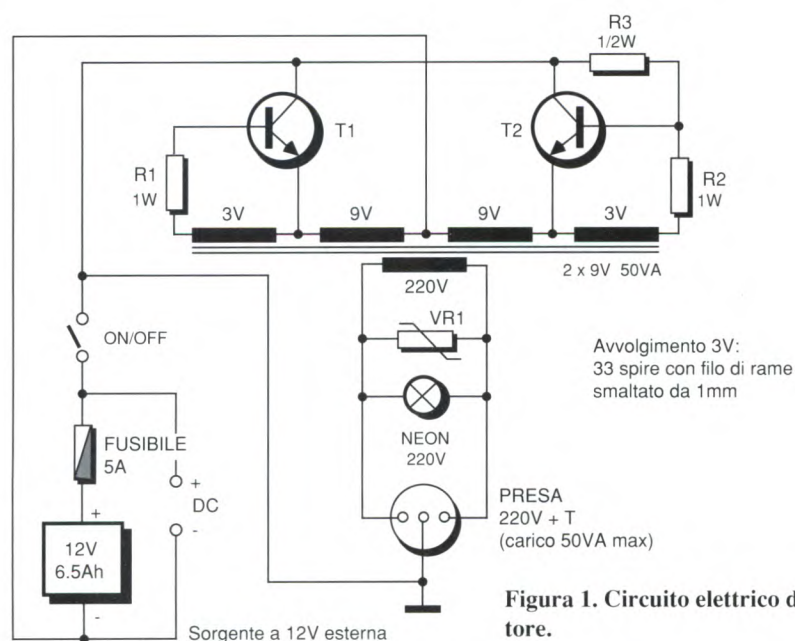 R3
1/2W
T1
T2
R1
1W
R2
1W
3V
9V
9V
3V
2 x 9V 50VA
220V
VR1
ON/OFF
Avvolgimento 3V:
33 spire con filo di rame
smaltato da 1mm
NEON
220V
FUSIBILE
5A
+
DC
-
+
12V
6.5Ah
-
PRESA
220V + T
(carico 50VA max)
Sorgente a 12V esterna
Figura 1. Circuito elettrico d
tore.